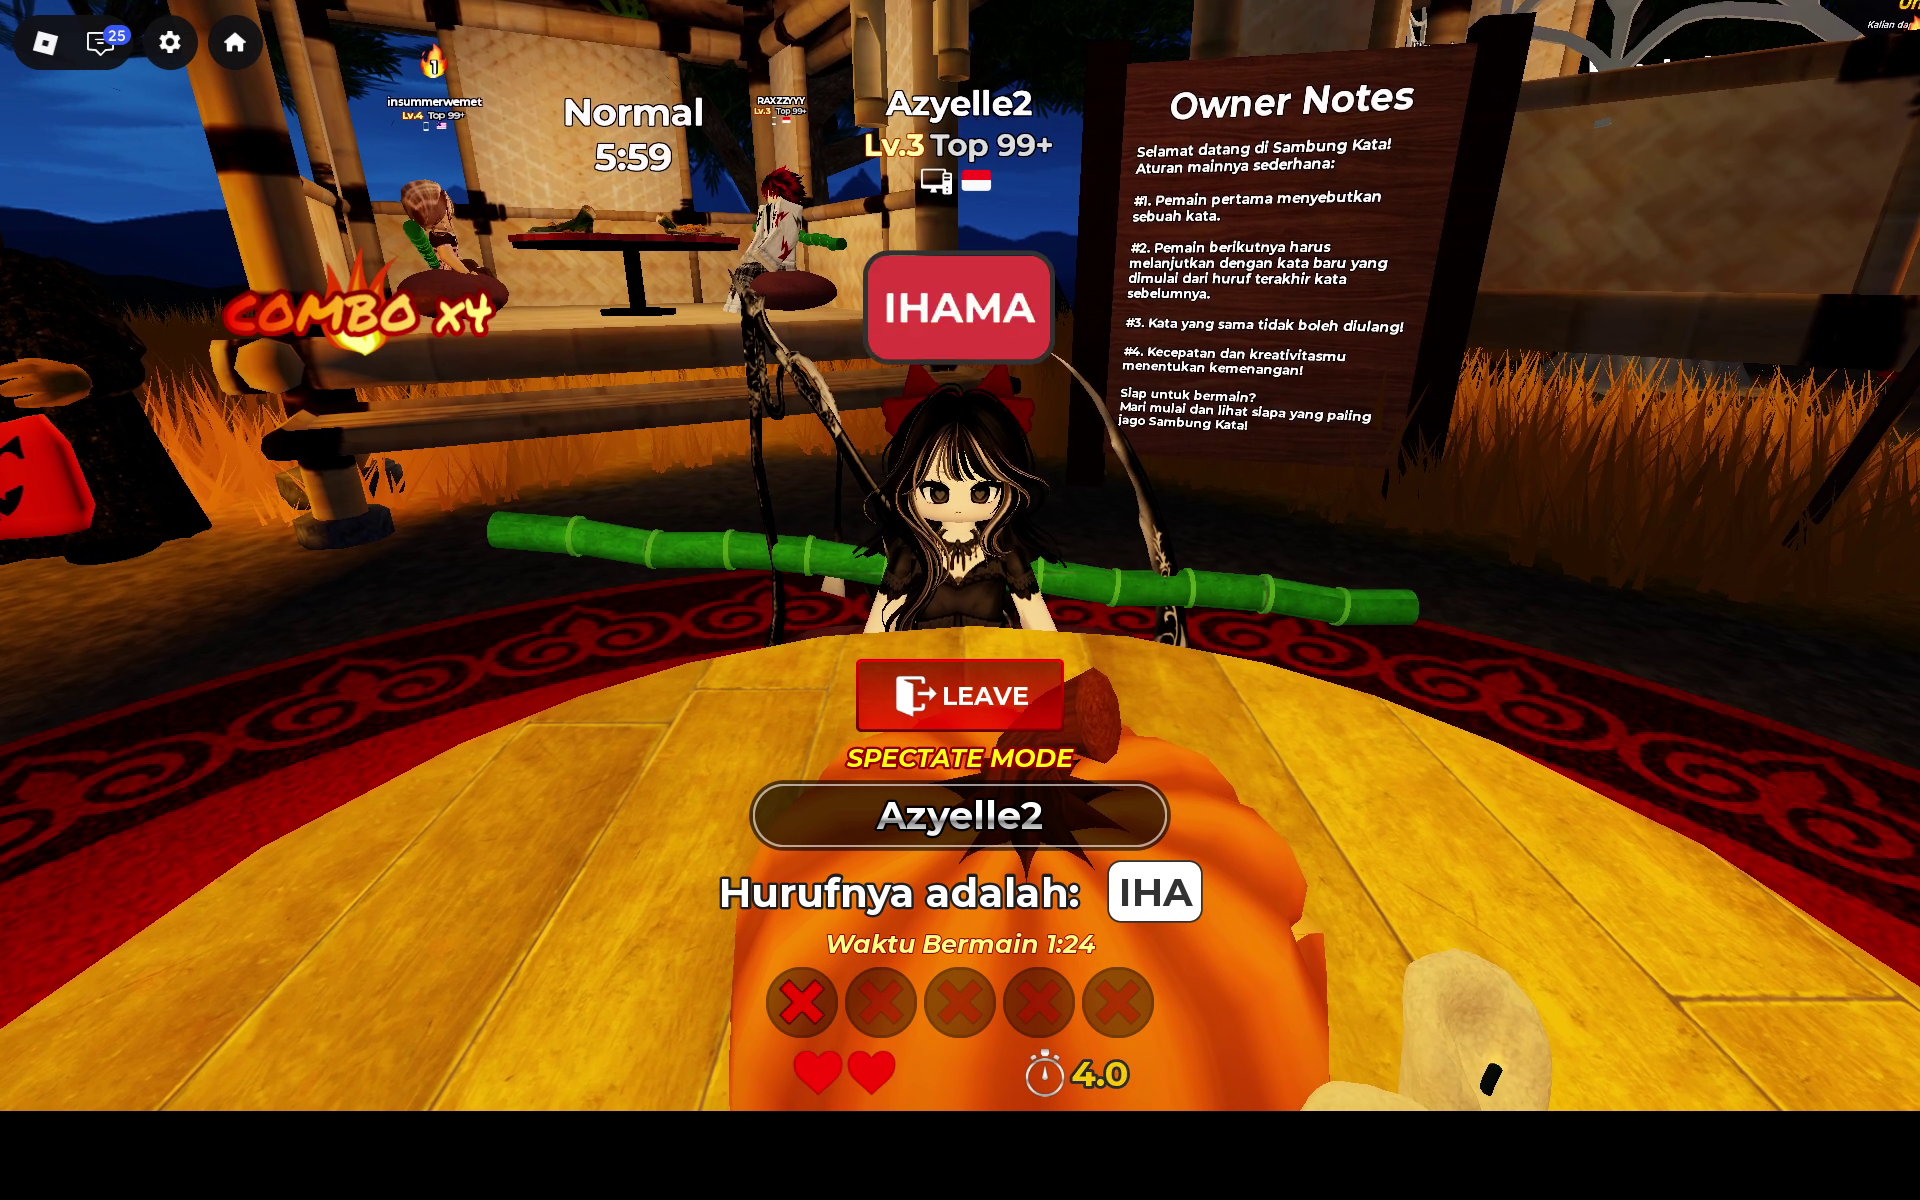 25
1
insummerwemet
Lv.4 Top 99+
Normal
5:59
RAXZZYYY
Lv.3 Top 99+
Azyelle2
Lv.3 Top 99+
COMBO x4
IHAMA
Owner Notes
Selamat datang di Sambung Kata!
Aturan mainnya sederhana:
#1. Pemain pertama menyebutkan
sebuah kata.
#2. Pemain berikutnya harus
melanjutkan dengan kata baru yang
dimulai dari huruf terakhir kata
sebelumnya.
#3. Kata yang sama tidak boleh diulang!
#4. Kecepatan dan kreativitasmu
menentukan kemenangan!
Siap untuk bermain?
Mari mulai dan lihat siapa yang paling
jago Sambung Kata!
Kalian
LEAVE
SPECTATE MODE
Azyelle2
Hurufnya adalah: IHA
Waktu Bermain 1:24
4.0